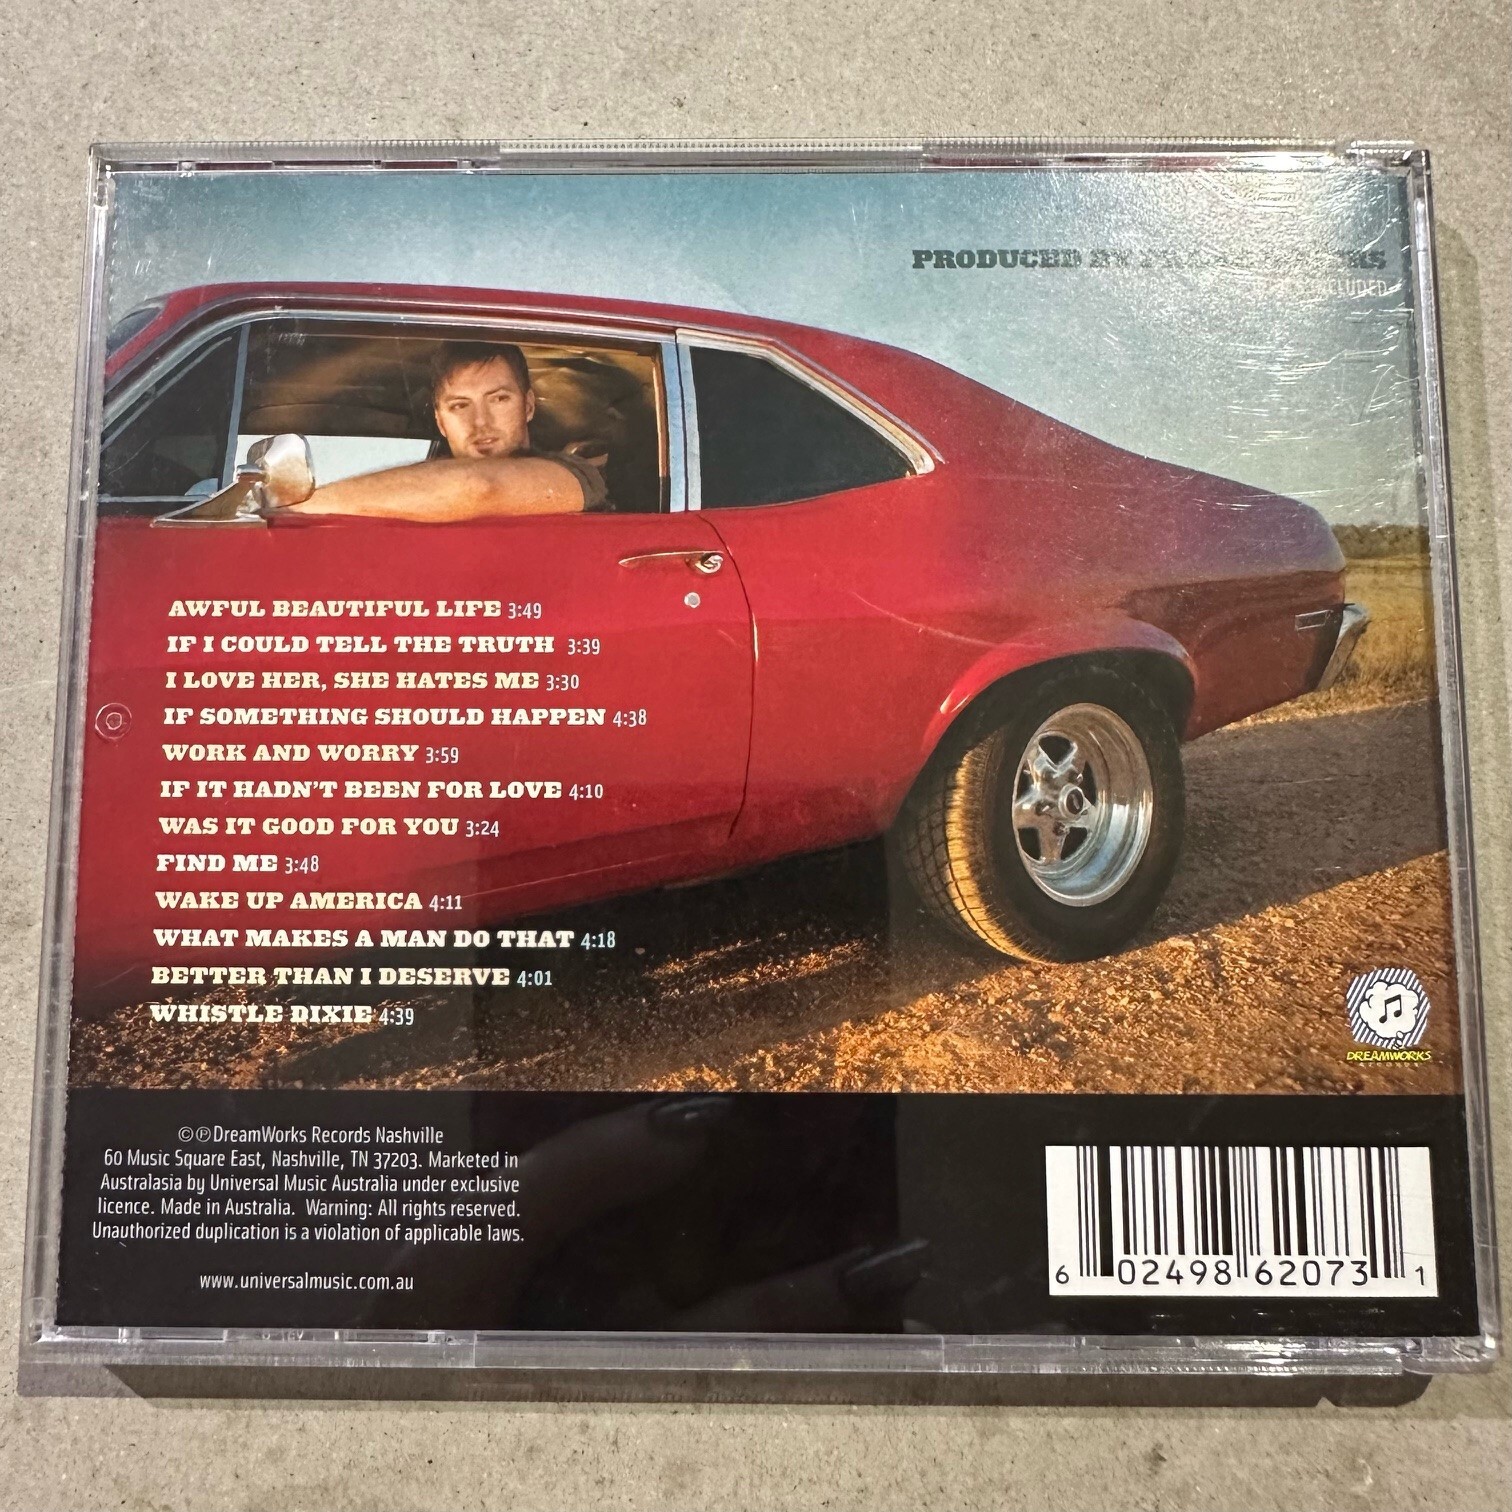 PRODUCED BY
INCLUDED
AWFUL BEAUTIFUL LIFE 3:49
IF I COULD TELL THE TRUTH 3:39
I LOVE HER, SHE HATES ME 3:30
IF SOMETHING SHOULD HAPPEN 4:38
WORK AND WORRY 3:59
IF IT HADN'T BEEN FOR LOVE 4:10
WAS IT GOOD FOR YOU 3:24
FIND ME 3:48
WAKE UP AMERICA 4:11
WHAT MAKES A MAN DO THAT 4:18
BETTER THAN I DESERVE 4:01
WHISTLE DIXIE 4:39
DREAMWORKS
RECORDS
©℗DreamWorks Records Nashville
60 Music Square East, Nashville, TN 37203. Marketed in
Australasia by Universal Music Australia under exclusive
licence. Made in Australia. Warning: All rights reserved.
Unauthorized duplication is a violation of applicable laws.
www.universalmusic.com.au
6 02498 62073 1